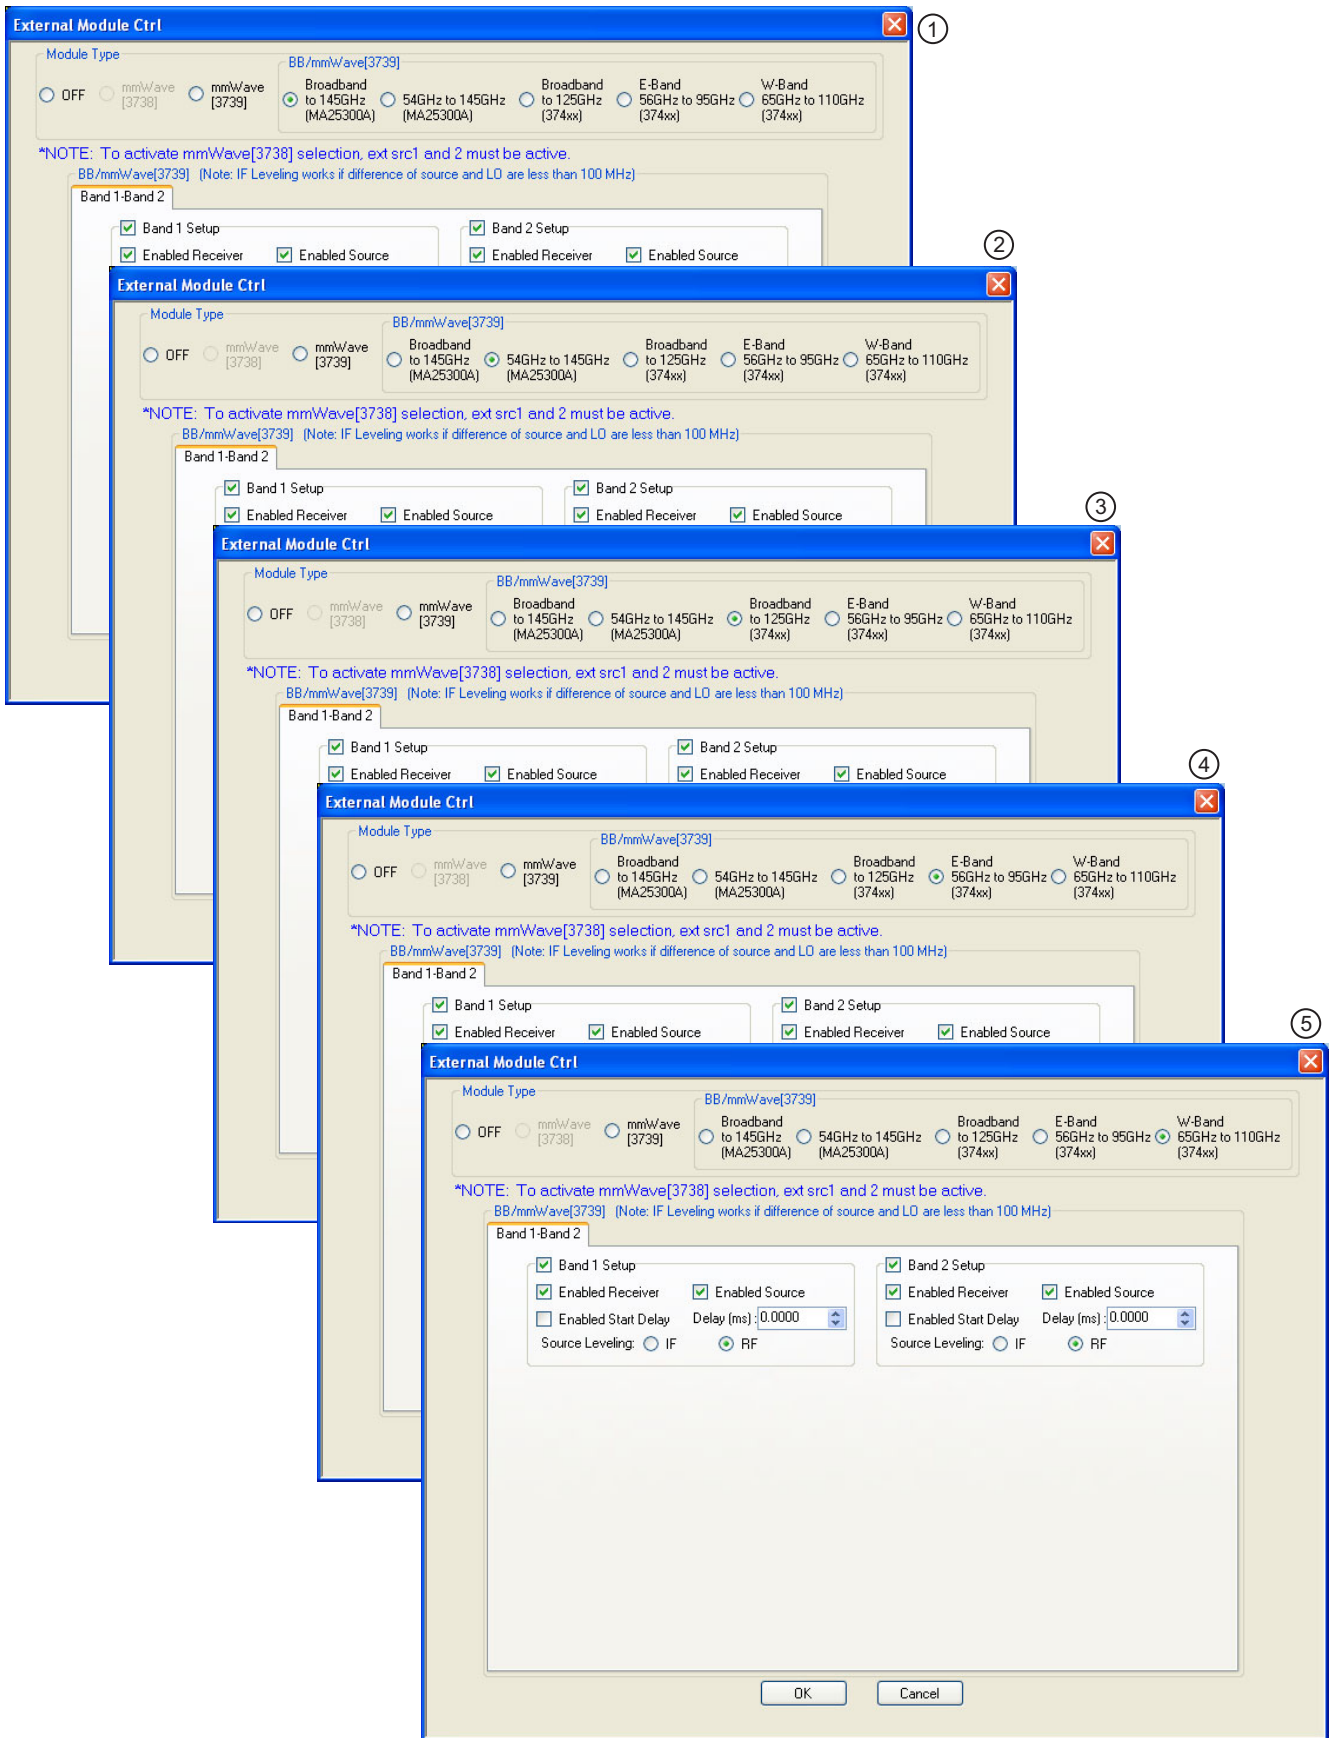 External Module Ctrl
1
Module Type
BB/mmWave[3739]
OFF
mmWave
[3738]
mmWave
[3739]
Broadband
to 145GHz
(MA25300A)
54GHz to 145GHz
(MA25300A)
Broadband
to 125GHz
(374xx)
E-Band
56GHz to 95GHz
(374xx)
W-Band
65GHz to 110GHz
(374xx)
*NOTE: To activate mmWave[3738] selection, ext src1 and 2 must be active.
BB/mmWave[3739] (Note: IF Leveling works if difference of source and LO are less than 100 MHz)
Band 1-Band 2
Band 1 Setup
Band 2 Setup
Enabled Receiver
Enabled Source
Enabled Receiver
Enabled Source
2
External Module Ctrl
Module Type
BB/mmWave[3739]
OFF
mmWave
[3738]
mmWave
[3739]
Broadband
to 145GHz
(MA25300A)
54GHz to 145GHz
(MA25300A)
Broadband
to 125GHz
(374xx)
E-Band
56GHz to 95GHz
(374xx)
W-Band
65GHz to 110GHz
(374xx)
*NOTE: To activate mmWave[3738] selection, ext src1 and 2 must be active.
BB/mmWave[3739] (Note: IF Leveling works if difference of source and LO are less than 100 MHz)
Band 1-Band 2
Band 1 Setup
Band 2 Setup
Enabled Receiver
Enabled Source
Enabled Receiver
Enabled Source
3
External Module Ctrl
Module Type
BB/mmWave[3739]
OFF
mmWave
[3738]
mmWave
[3739]
Broadband
to 145GHz
(MA25300A)
54GHz to 145GHz
(MA25300A)
Broadband
to 125GHz
(374xx)
E-Band
56GHz to 95GHz
(374xx)
W-Band
65GHz to 110GHz
(374xx)
*NOTE: To activate mmWave[3738] selection, ext src1 and 2 must be active.
BB/mmWave[3739] (Note: IF Leveling works if difference of source and LO are less than 100 MHz)
Band 1-Band 2
Band 1 Setup
Band 2 Setup
Enabled Receiver
Enabled Source
Enabled Receiver
Enabled Source
4
External Module Ctrl
Module Type
BB/mmWave[3739]
OFF
mmWave
[3738]
mmWave
[3739]
Broadband
to 145GHz
(MA25300A)
54GHz to 145GHz
(MA25300A)
Broadband
to 125GHz
(374xx)
E-Band
56GHz to 95GHz
(374xx)
W-Band
65GHz to 110GHz
(374xx)
*NOTE: To activate mmWave[3738] selection, ext src1 and 2 must be active.
BB/mmWave[3739] (Note: IF Leveling works if difference of source and LO are less than 100 MHz)
Band 1-Band 2
Band 1 Setup
Band 2 Setup
Enabled Receiver
Enabled Source
Enabled Receiver
Enabled Source
5
External Module Ctrl
Module Type
BB/mmWave[3739]
OFF
mmWave
[3738]
mmWave
[3739]
Broadband
to 145GHz
(MA25300A)
54GHz to 145GHz
(MA25300A)
Broadband
to 125GHz
(374xx)
E-Band
56GHz to 95GHz
(374xx)
W-Band
65GHz to 110GHz
(374xx)
*NOTE: To activate mmWave[3738] selection, ext src1 and 2 must be active.
BB/mmWave[3739] (Note: IF Leveling works if difference of source and LO are less than 100 MHz)
Band 1-Band 2
Band 1 Setup
Enabled Receiver
Enabled Source
Enabled Start Delay
Delay (ms) : 0.0000
Source Leveling: IF RF
Band 2 Setup
Enabled Receiver
Enabled Source
Enabled Start Delay
Delay (ms) : 0.0000
Source Leveling: IF RF
OK
Cancel